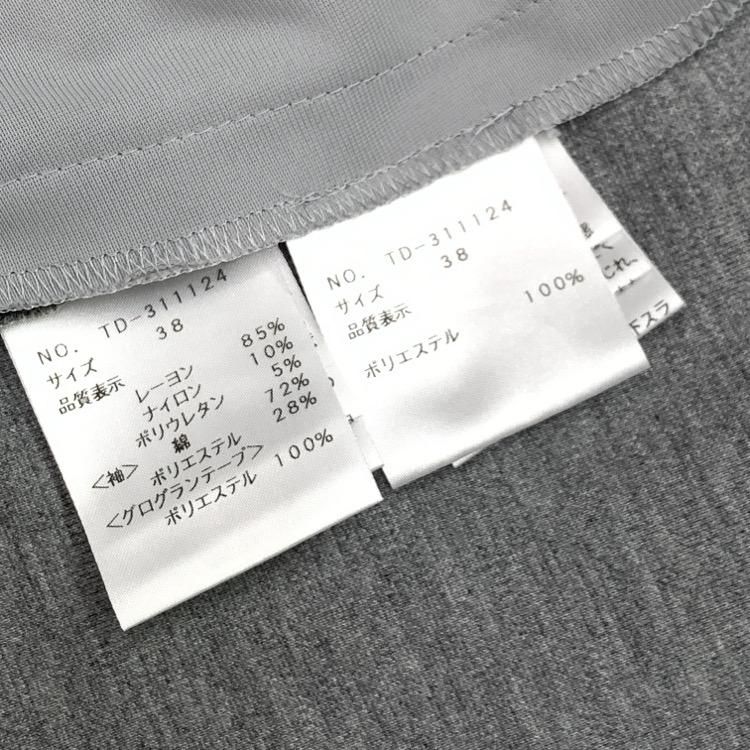 NO. TD-311124
サイズ 38
品質表示
レーヨン 85%
ナイロン 10%
ポリウレタン 5%
<袖> 綿 72%
ポリエステル 28%
<グログランテープ>
ポリエステル 100%
NO. TD-311124
サイズ 38
品質表示
ポリエステル 100%